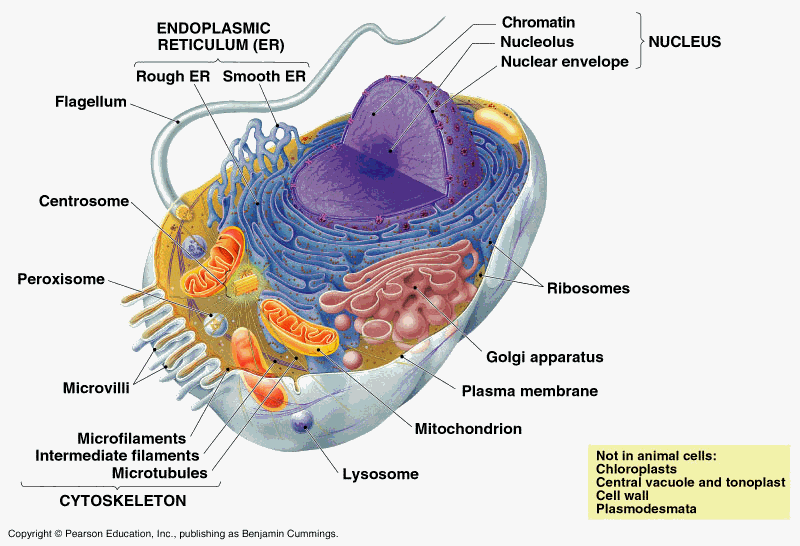 ENDOPLASMIC
RETICULUM (ER)
Rough ER
Smooth ER
Flagellum
Chromatin
Nucleolus
Nuclear envelope
NUCLEUS
Centrosome
Peroxisome
Microvilli
Ribosomes
Golgi apparatus
Plasma membrane
Mitochondrion
Lysosome
Microfilaments
Intermediate filaments
Microtubules
CYTOSKELETON
Not in animal cells:
Chloroplasts
Central vacuole and tonoplast
Cell wall
Plasmodesmata
Copyright © Pearson Education, Inc., publishing as Benjamin Cummings.